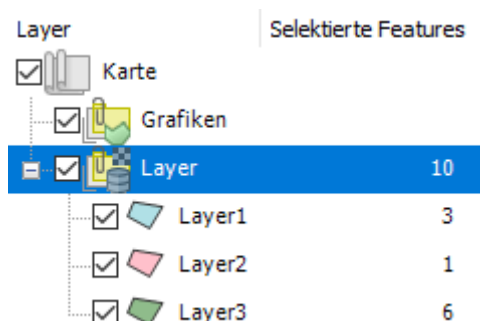 Layer Selektierte Features
Karte
Grafiken
Layer 10
Layer1 3
Layer2 1
Layer3 6